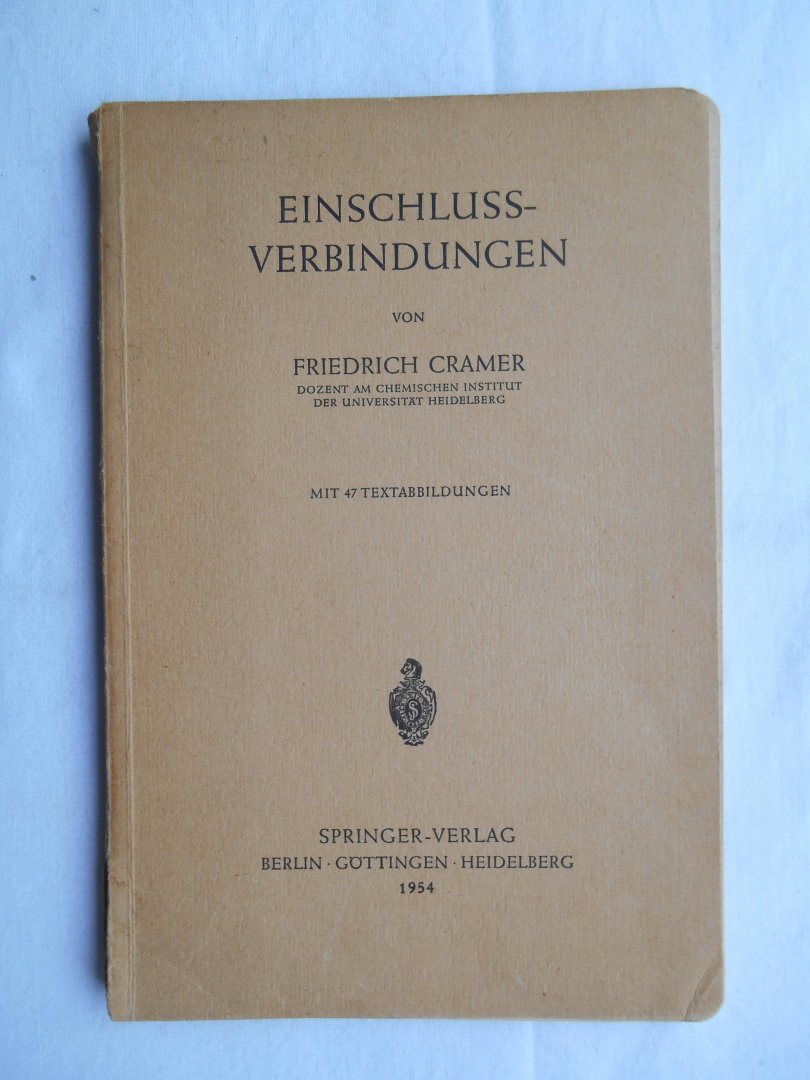 EINSCHLUSS-
VERBINDUNGEN
VON
FRIEDRICH CRAMER
DOZENT AM CHEMISCHEN INSTITUT
DER UNIVERSITÄT HEIDELBERG
MIT 47 TEXTABBILDUNGEN
SPRINGER-VERLAG
BERLIN · GÖTTINGEN · HEIDELBERG
1954